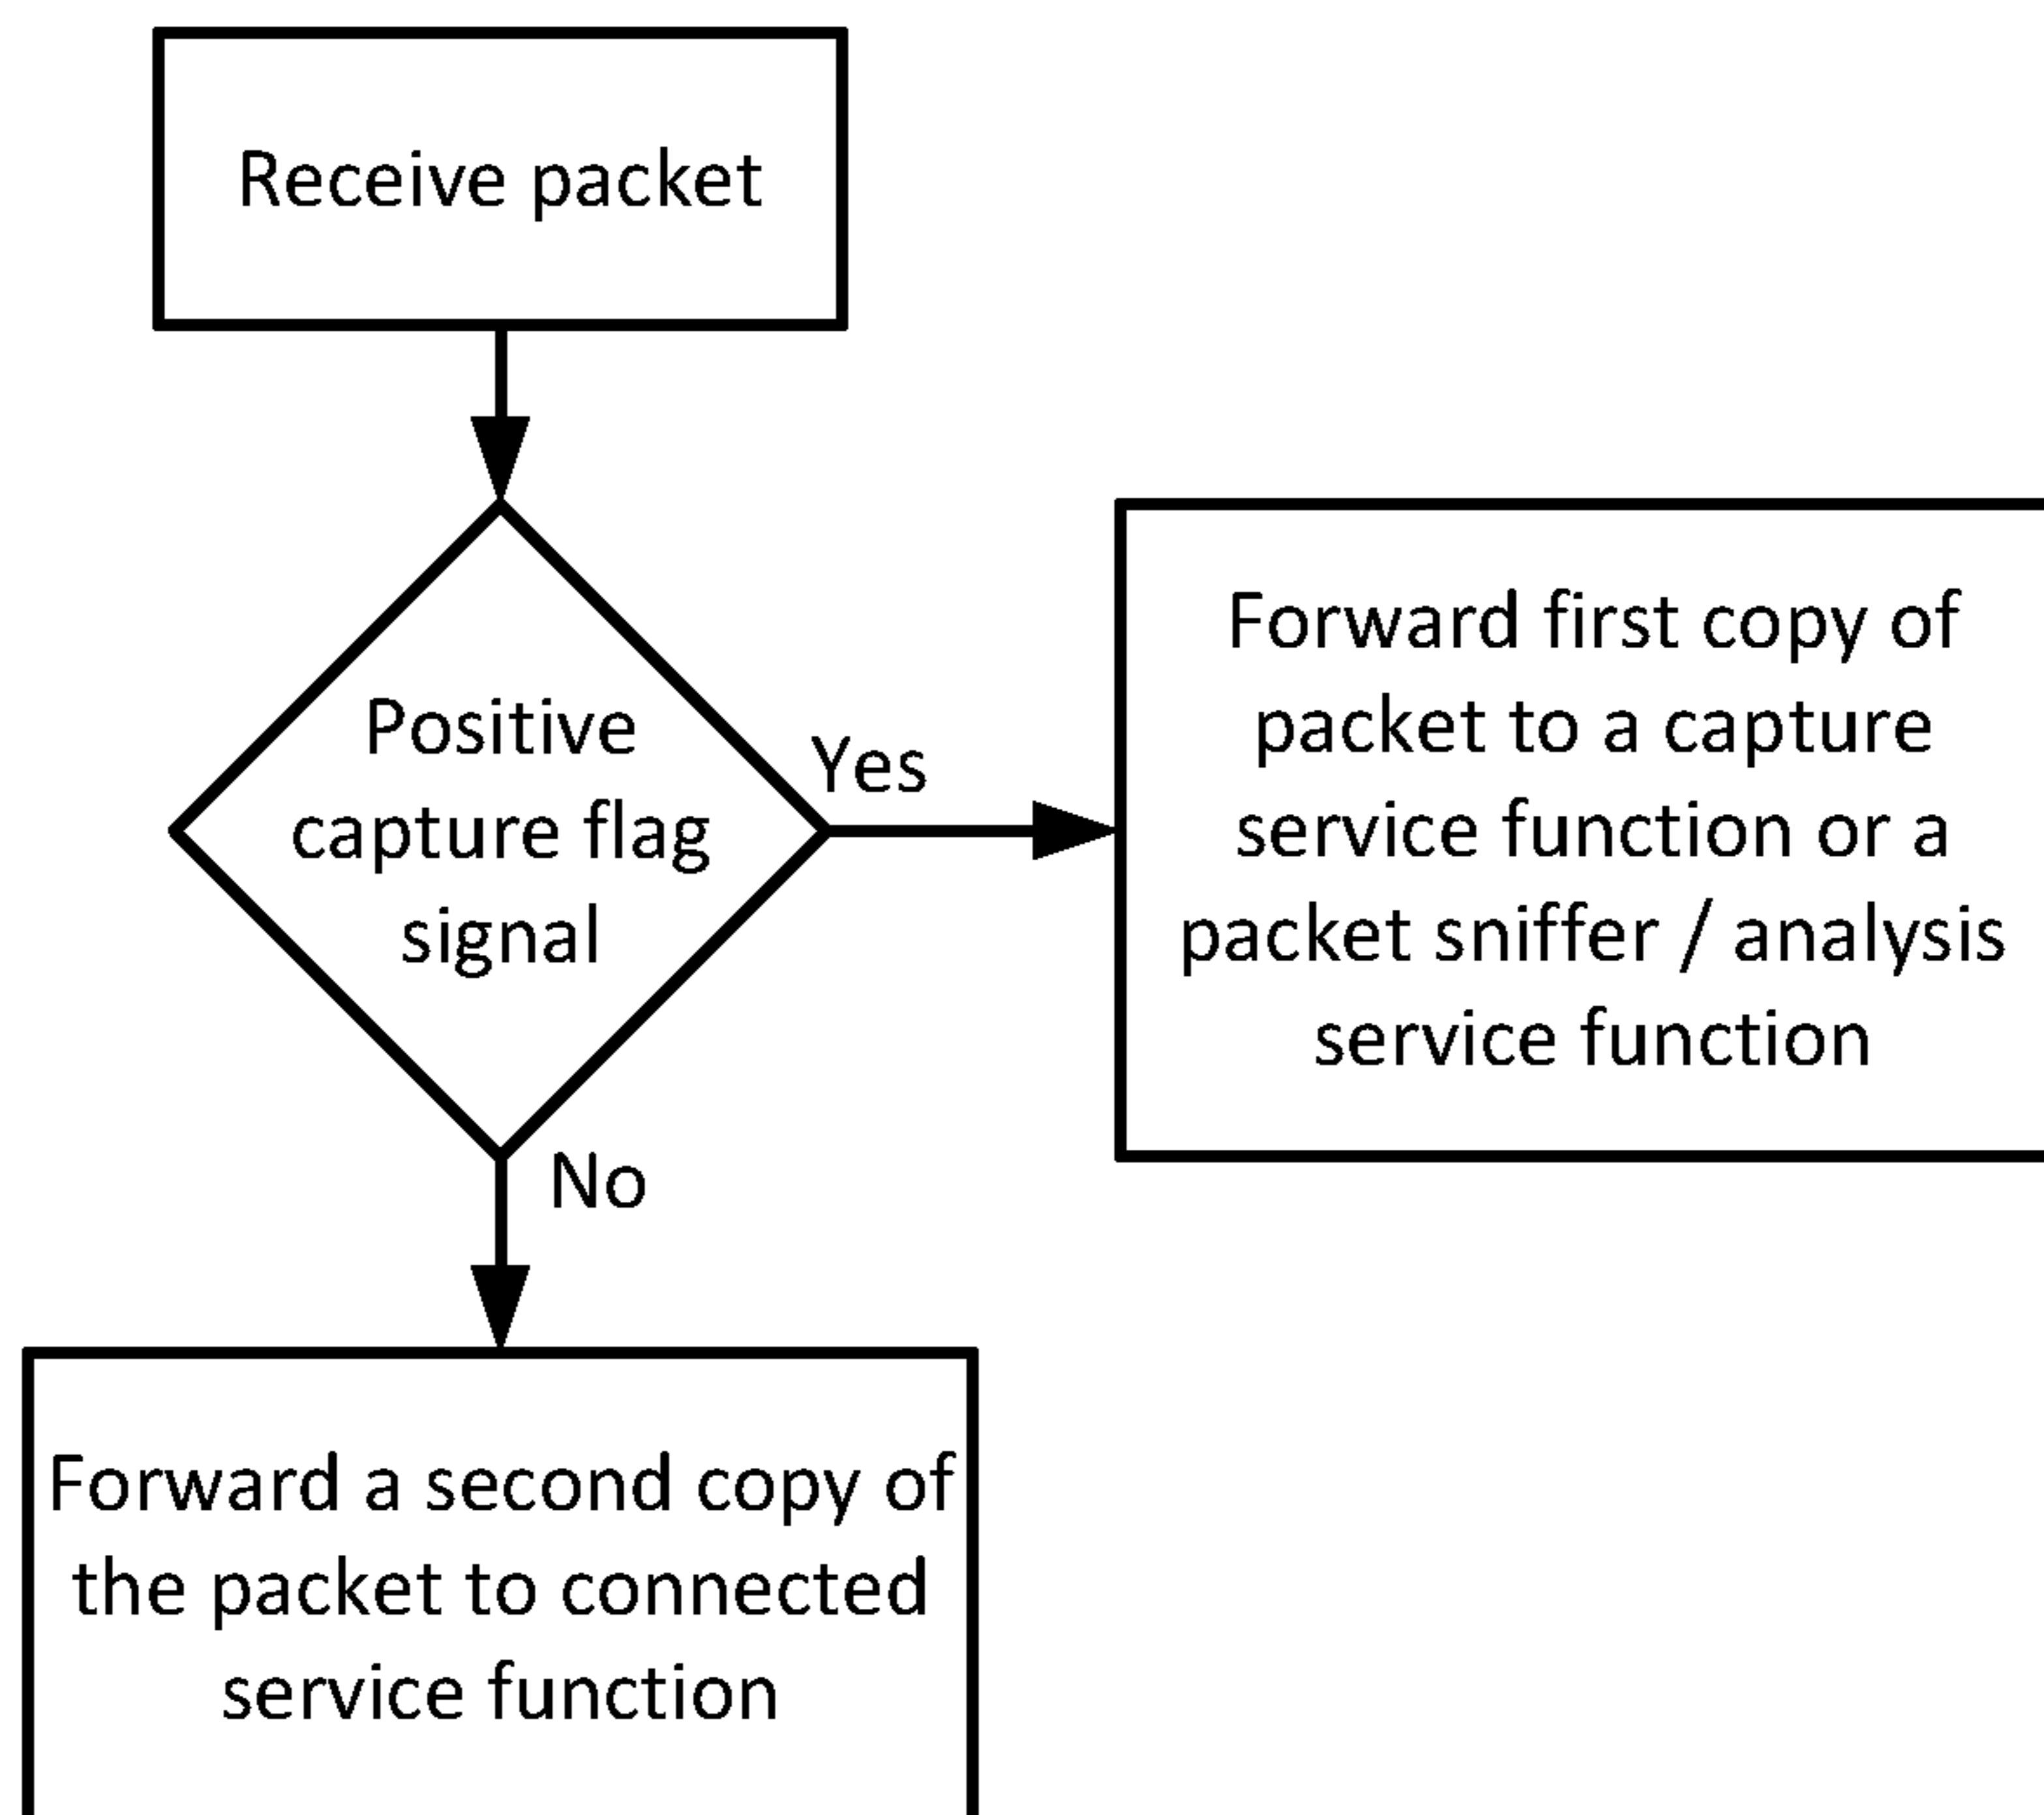 Receive packet
Positive
capture flag
signal
Yes
Forward first copy of
packet to a capture
service function or a
packet sniffer / analysis
service function
No
Forward a second copy of
the packet to connected
service function